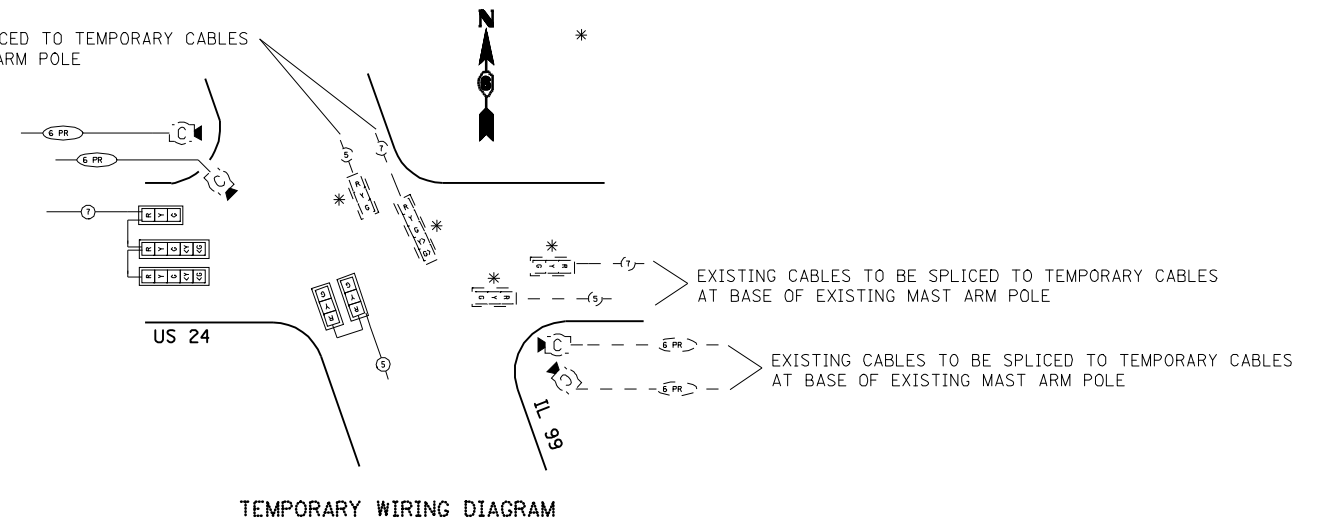 CED TO TEMPORARY CABLES
ARM POLE
N
*
6 PR
6 PR
5
7
C
C
R Y G
*
R Y G <Y <G
*
7
R Y G
R Y G <Y <G
R Y G <Y <G
*
R Y G
7
*
R Y G
5
EXISTING CABLES TO BE SPLICED TO TEMPORARY CABLES
AT BASE OF EXISTING MAST ARM POLE
R Y G
R Y G
5
US 24
C
6 PR
C
6 PR
EXISTING CABLES TO BE SPLICED TO TEMPORARY CABLES
AT BASE OF EXISTING MAST ARM POLE
IL 99
TEMPORARY WIRING DIAGRAM